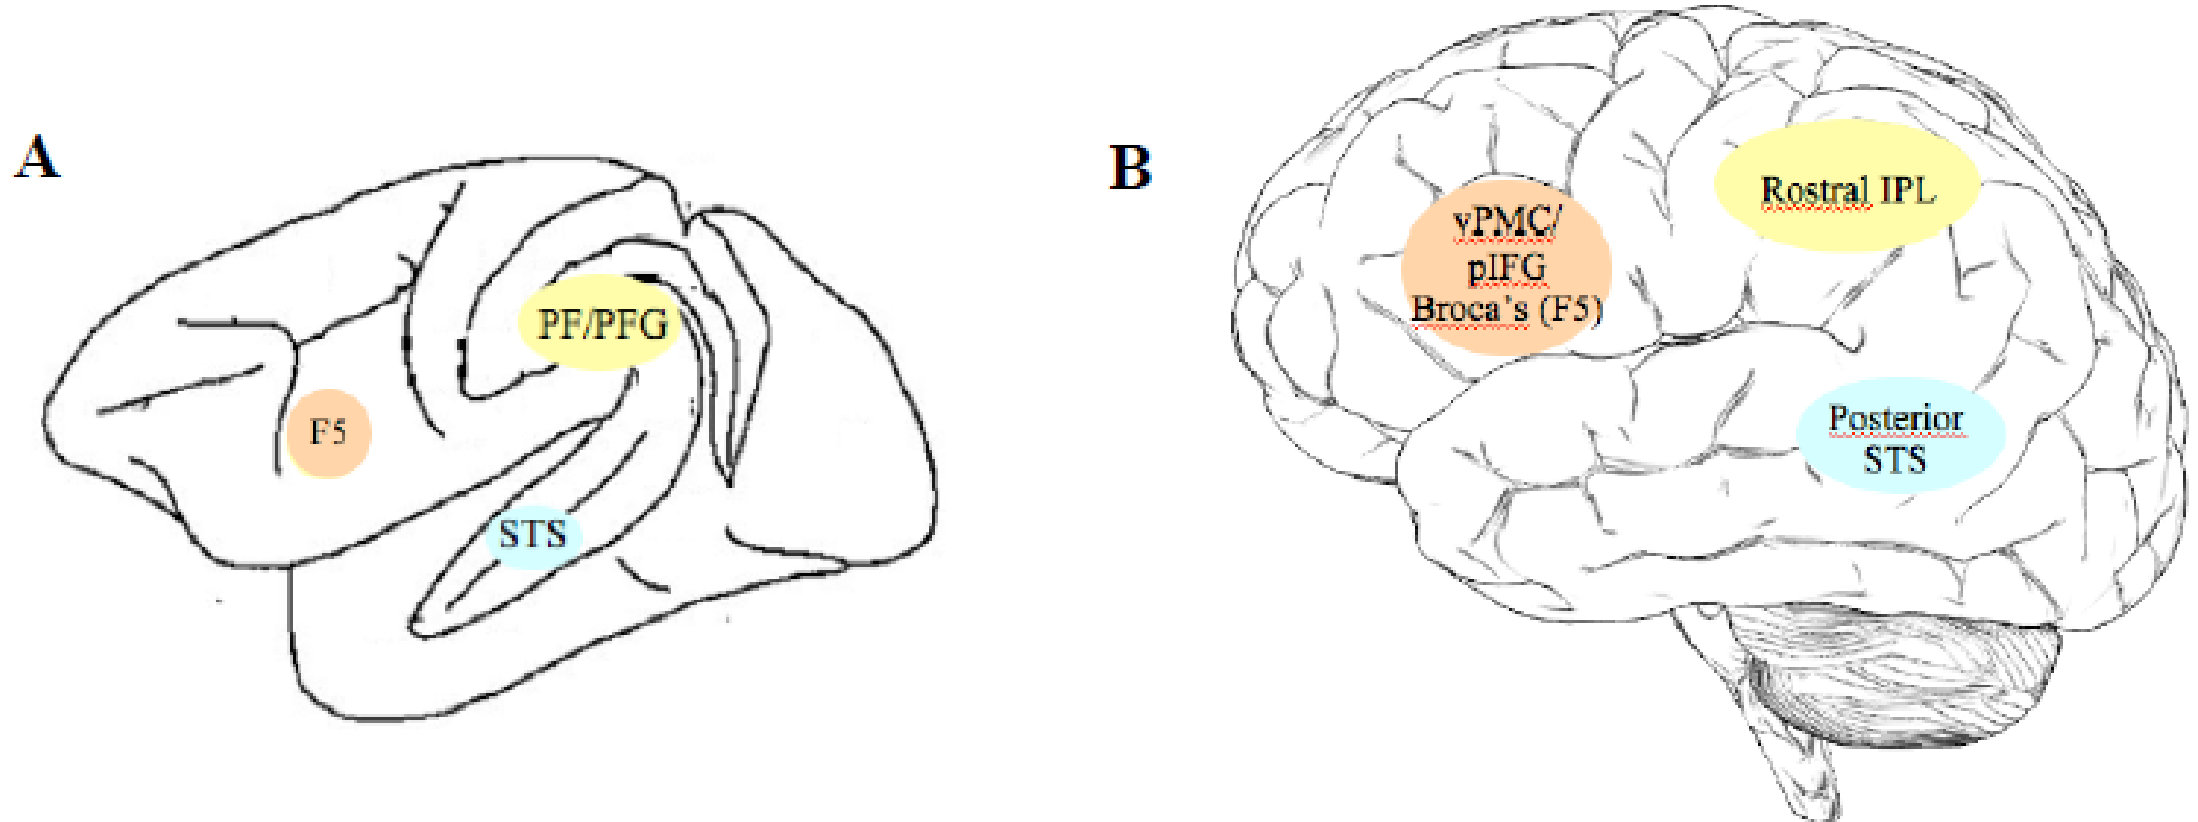 A
PF/PFG
F5
STS
B
Rostral IPL
vPMC/
pIFG
Broca's (F5)
Posterior
STS